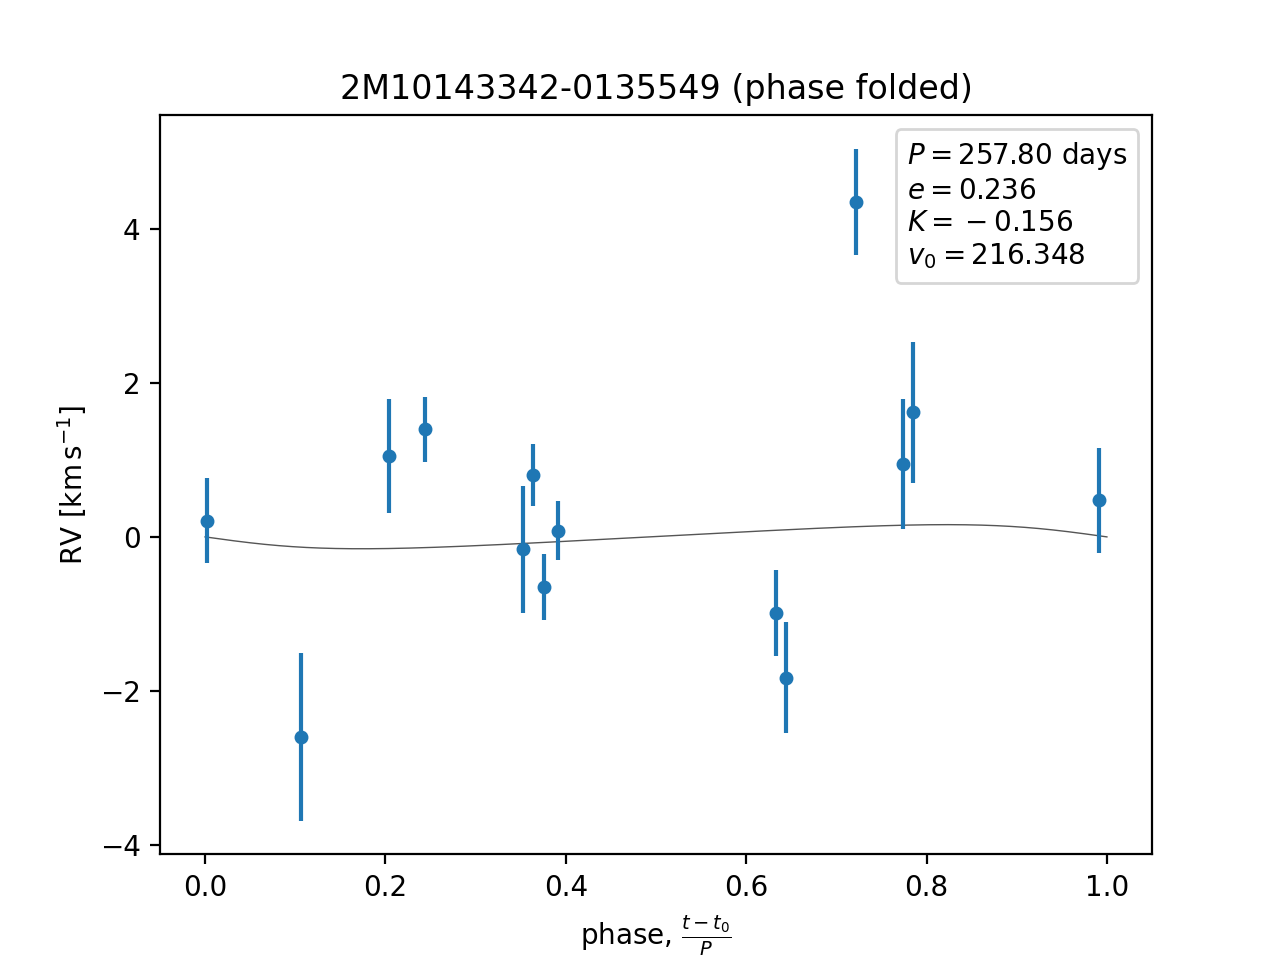 2M10143342-0135549 (phase folded)
P = 257.80 days
e = 0.236
K = −0.156
v₀ = 216.348
RV [km s⁻¹]
4
2
0
−2
−4
0.0 0.2 0.4 0.6 0.8 1.0
phase, (t − t₀)/P